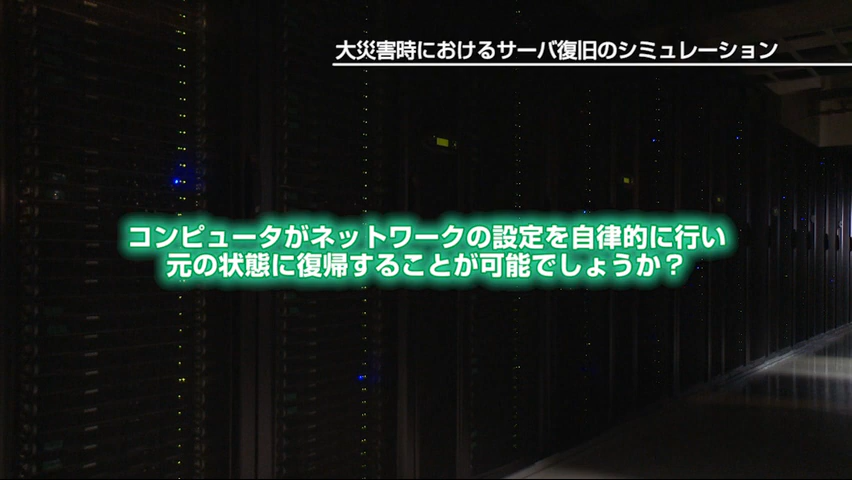 大災害時におけるサーバ復旧のシミュレーション
コンピュータがネットワークの設定を自律的に行い
元の状態に復帰することが可能でしょうか？